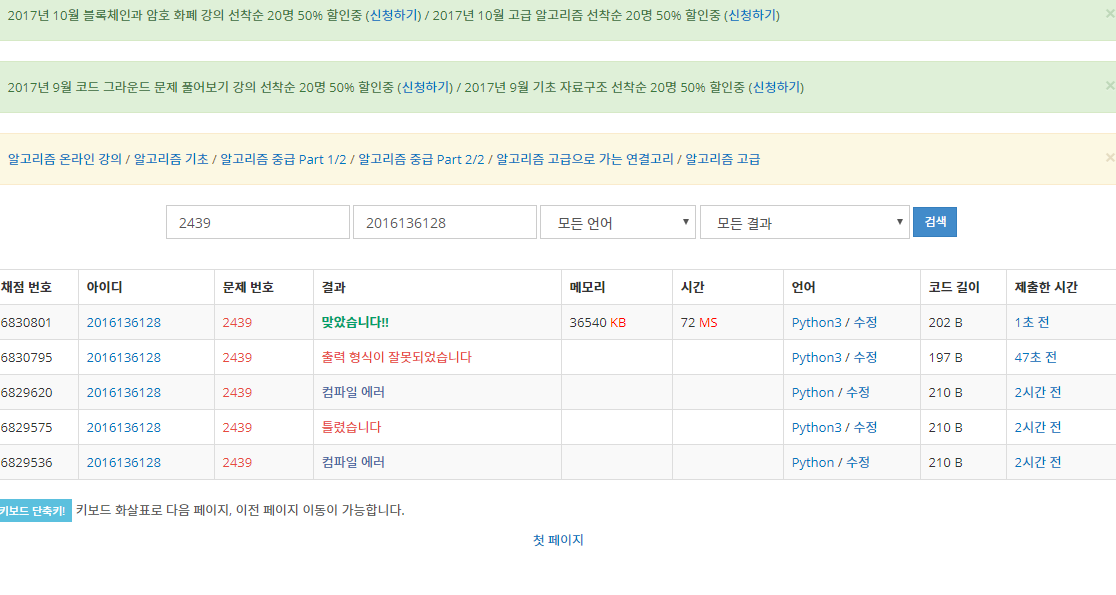 2017년 10월 블록체인과 암호 화폐 강의 선착순 20명 50% 할인중 (신청하기) / 2017년 10월 고급 알고리즘 선착순 20명 50% 할인중 (신청하기) ×
2017년 9월 코드 그라운드 문제 풀어보기 강의 선착순 20명 50% 할인중 (신청하기) / 2017년 9월 기초 자료구조 선착순 20명 50% 할인중 (신청하기) ×
알고리즘 온라인 강의 / 알고리즘 기초 / 알고리즘 중급 Part 1/2 / 알고리즘 중급 Part 2/2 / 알고리즘 고급으로 가는 연결고리 / 알고리즘 고급 ×
2439 2016136128 모든 언어 모든 결과 검색
채점 번호 아이디 문제 번호 결과 메모리 시간 언어 코드 길이 제출한 시간
6830801 2016136128 2439 맞았습니다!! 36540 KB 72 MS Python3 / 수정 202 B 1초 전
6830795 2016136128 2439 출력 형식이 잘못되었습니다 Python3 / 수정 197 B 47초 전
6829620 2016136128 2439 컴파일 에러 Python / 수정 210 B 2시간 전
6829575 2016136128 2439 틀렸습니다 Python3 / 수정 210 B 2시간 전
6829536 2016136128 2439 컴파일 에러 Python / 수정 210 B 2시간 전
키보드 단축키! 키보드 화살표로 다음 페이지, 이전 페이지 이동이 가능합니다.
첫 페이지